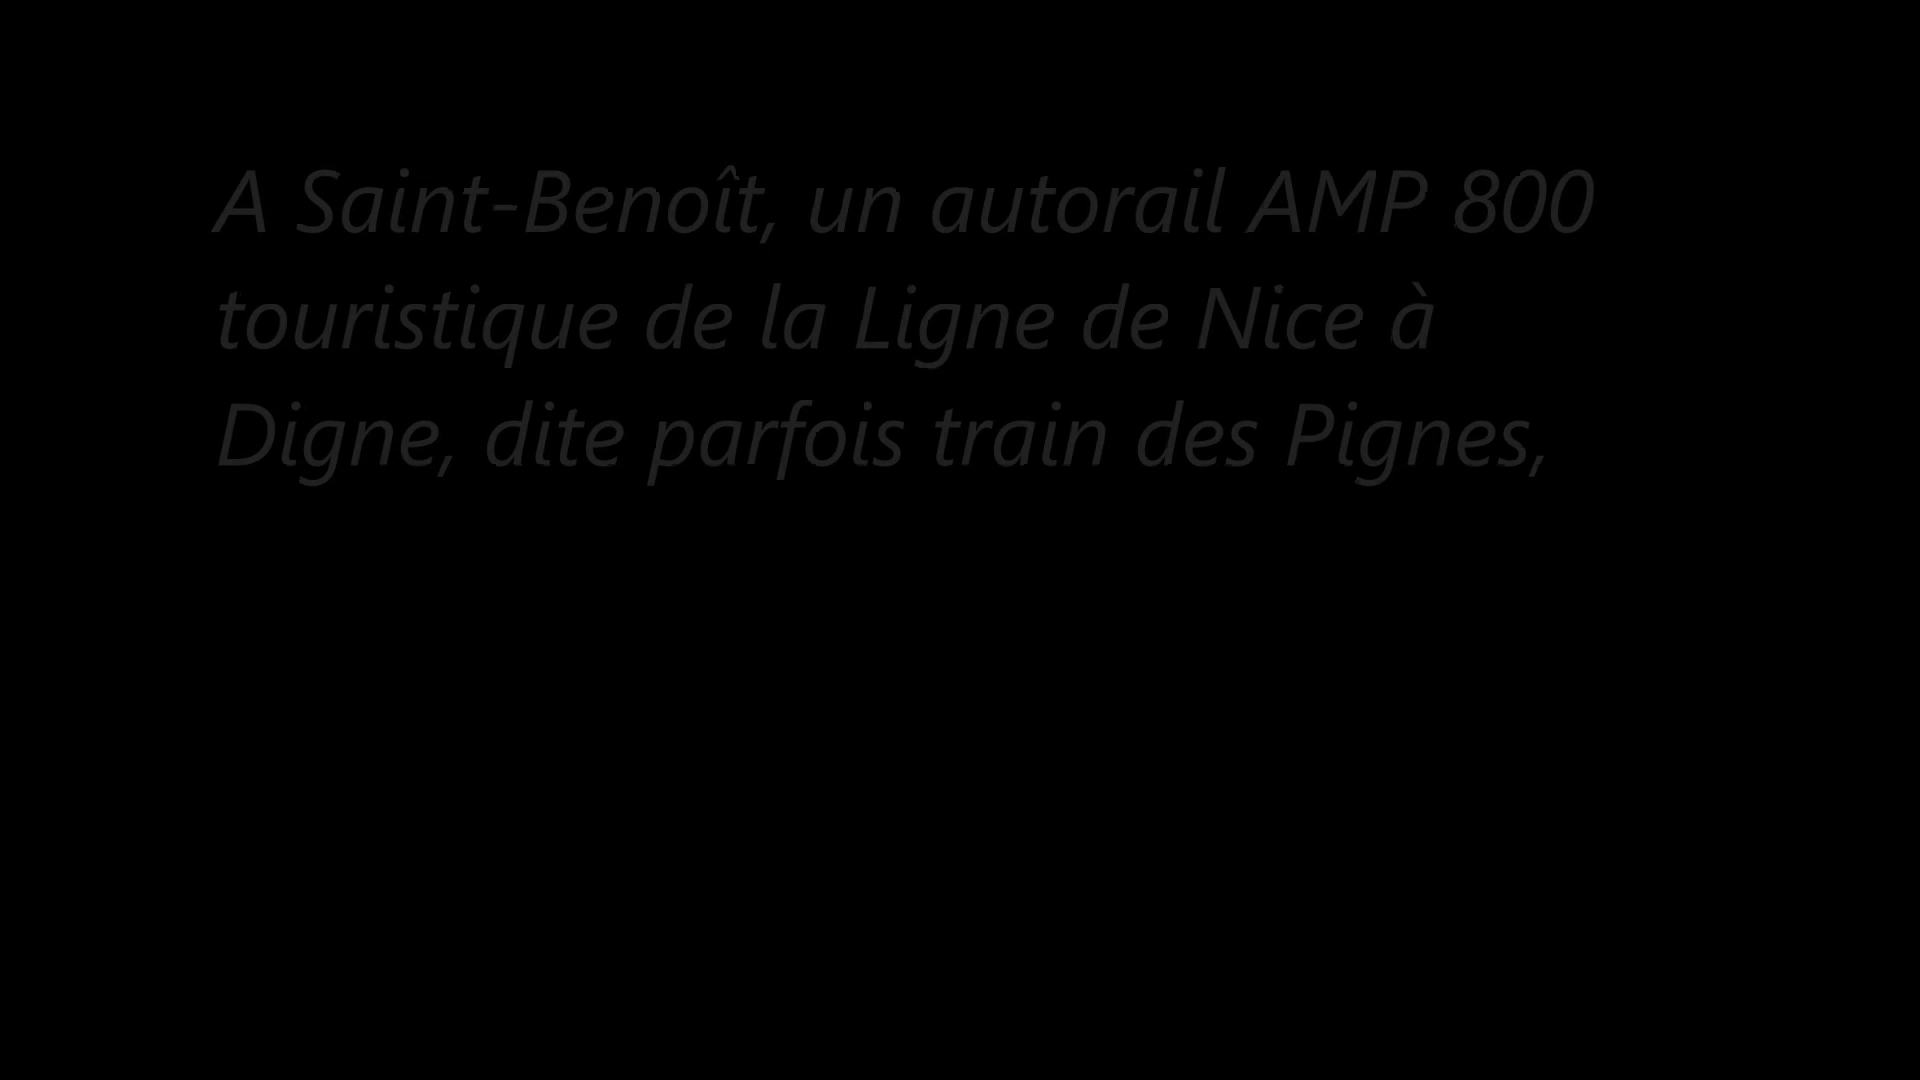 A Saint-Benoît, un autorail AMP 800
touristique de la Ligne de Nice à
Digne, dite parfois train des Pignes,